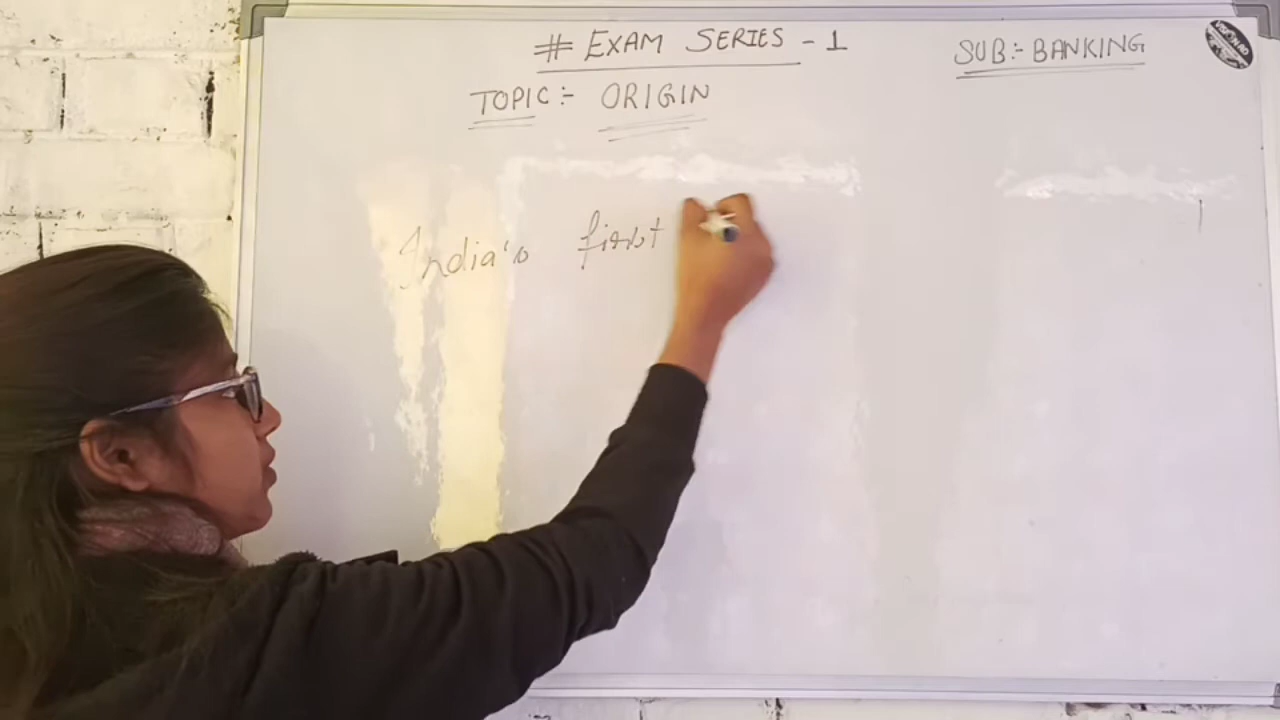 # EXAM SERIES - 1
SUB:- BANKING
TOPIC:- ORIGIN
India's first